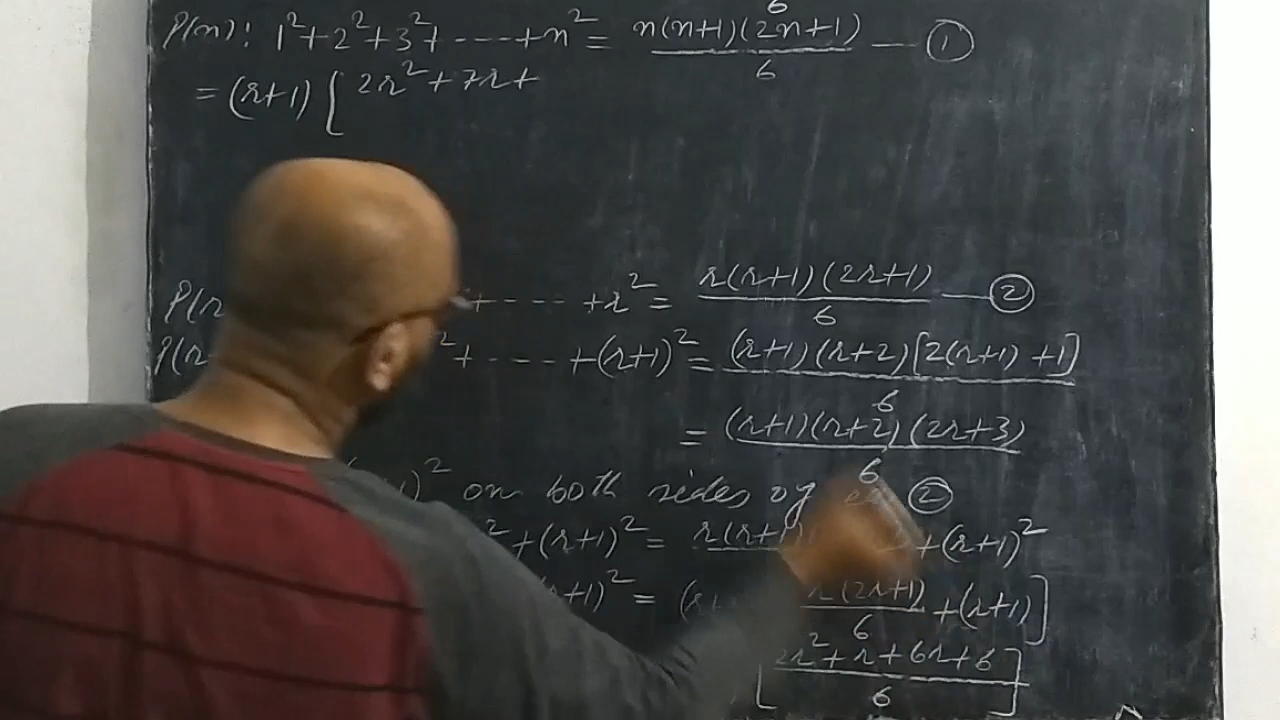 6
P(n): 1²+2²+3²+ ---- +n² = n(n+1)(2n+1)/6 — ①
= (r+1) [ 2r² + 7r +
P(r + ---- + r² = r(r+1)(2r+1)/6 — ②
P(r ²+ ---- + (r+1)² = (r+1)(r+2)[2(r+1)+1]/6
= (r+1)(r+2)(2r+3)/6
)² on both sides of ②
²+(r+1)² = r(r+1) +(r+1)²
+1)² = (r r(2r+1)/6 + (r+1)]
[2r²+r+6r+6/6]